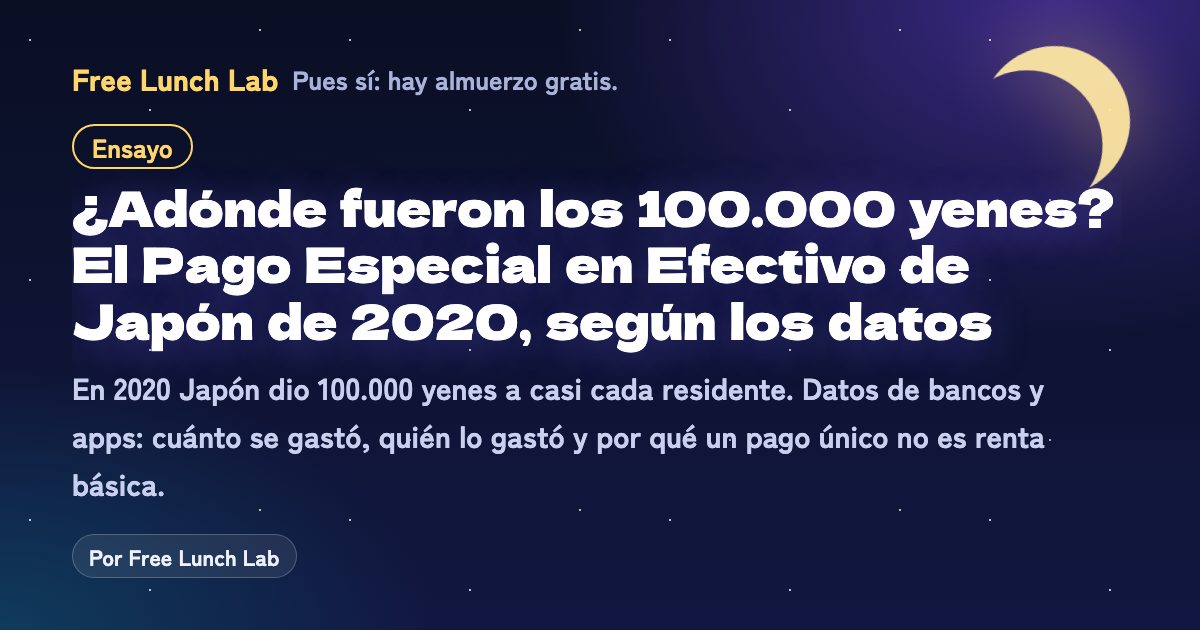 Free Lunch Lab Pues sí: hay almuerzo gratis.
Ensayo
¿Adónde fueron los 100.000 yenes?
El Pago Especial en Efectivo de
Japón de 2020, según los datos
En 2020 Japón dio 100.000 yenes a casi cada residente. Datos de bancos y
apps: cuánto se gastó, quién lo gastó y por qué un pago único no es renta
básica.
Por Free Lunch Lab